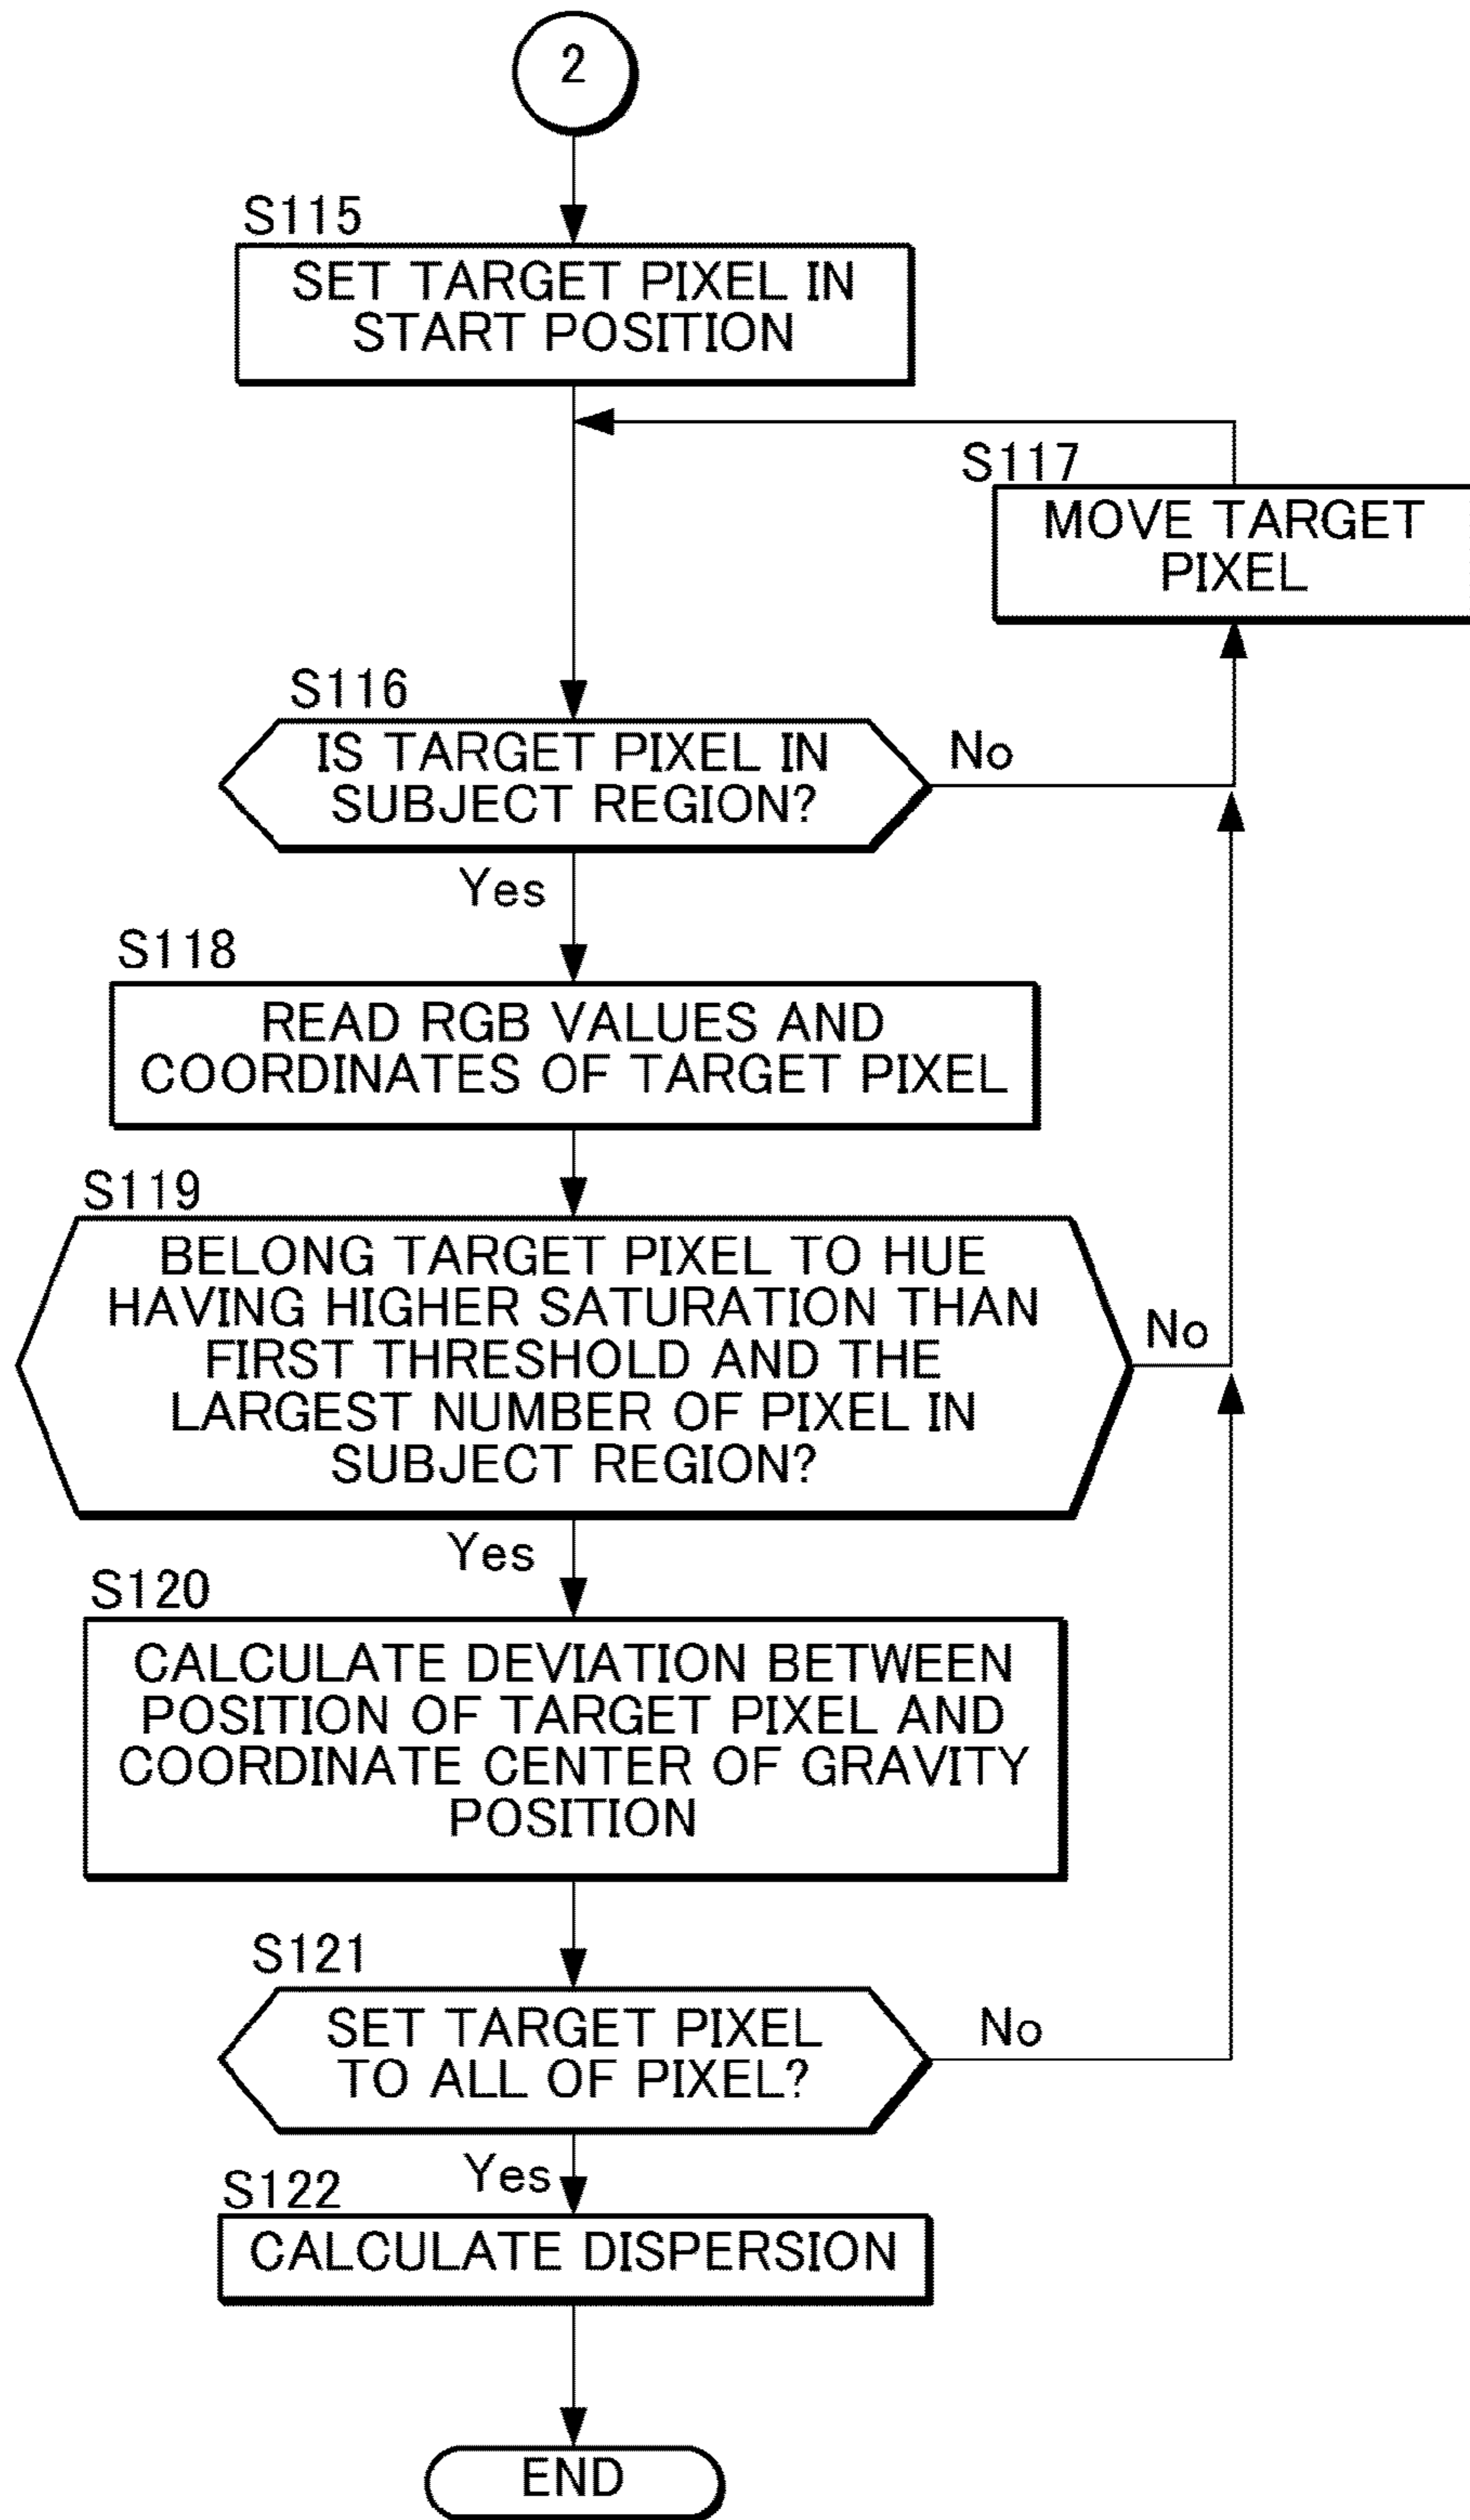 2
S115
SET TARGET PIXEL IN
START POSITION
S117
MOVE TARGET
PIXEL
S116
IS TARGET PIXEL IN
SUBJECT REGION?
No
Yes
S118
READ RGB VALUES AND
COORDINATES OF TARGET PIXEL
S119
BELONG TARGET PIXEL TO HUE
HAVING HIGHER SATURATION THAN
FIRST THRESHOLD AND THE
LARGEST NUMBER OF PIXEL IN
SUBJECT REGION?
No
Yes
S120
CALCULATE DEVIATION BETWEEN
POSITION OF TARGET PIXEL AND
COORDINATE CENTER OF GRAVITY
POSITION
S121
SET TARGET PIXEL
TO ALL OF PIXEL?
No
Yes
S122
CALCULATE DISPERSION
END